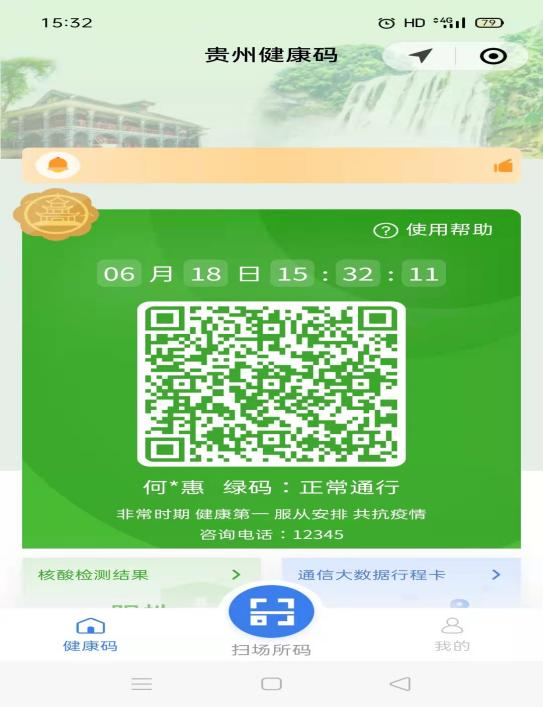 15:32
HD 4G 79
贵州健康码
使用帮助
06 月 18 日 15 : 32 : 11
何*惠 绿码：正常通行
非常时期 健康第一 服从安排 共抗疫情
咨询电话：12345
核酸检测结果
通信大数据行程卡
健康码
扫场所码
我的